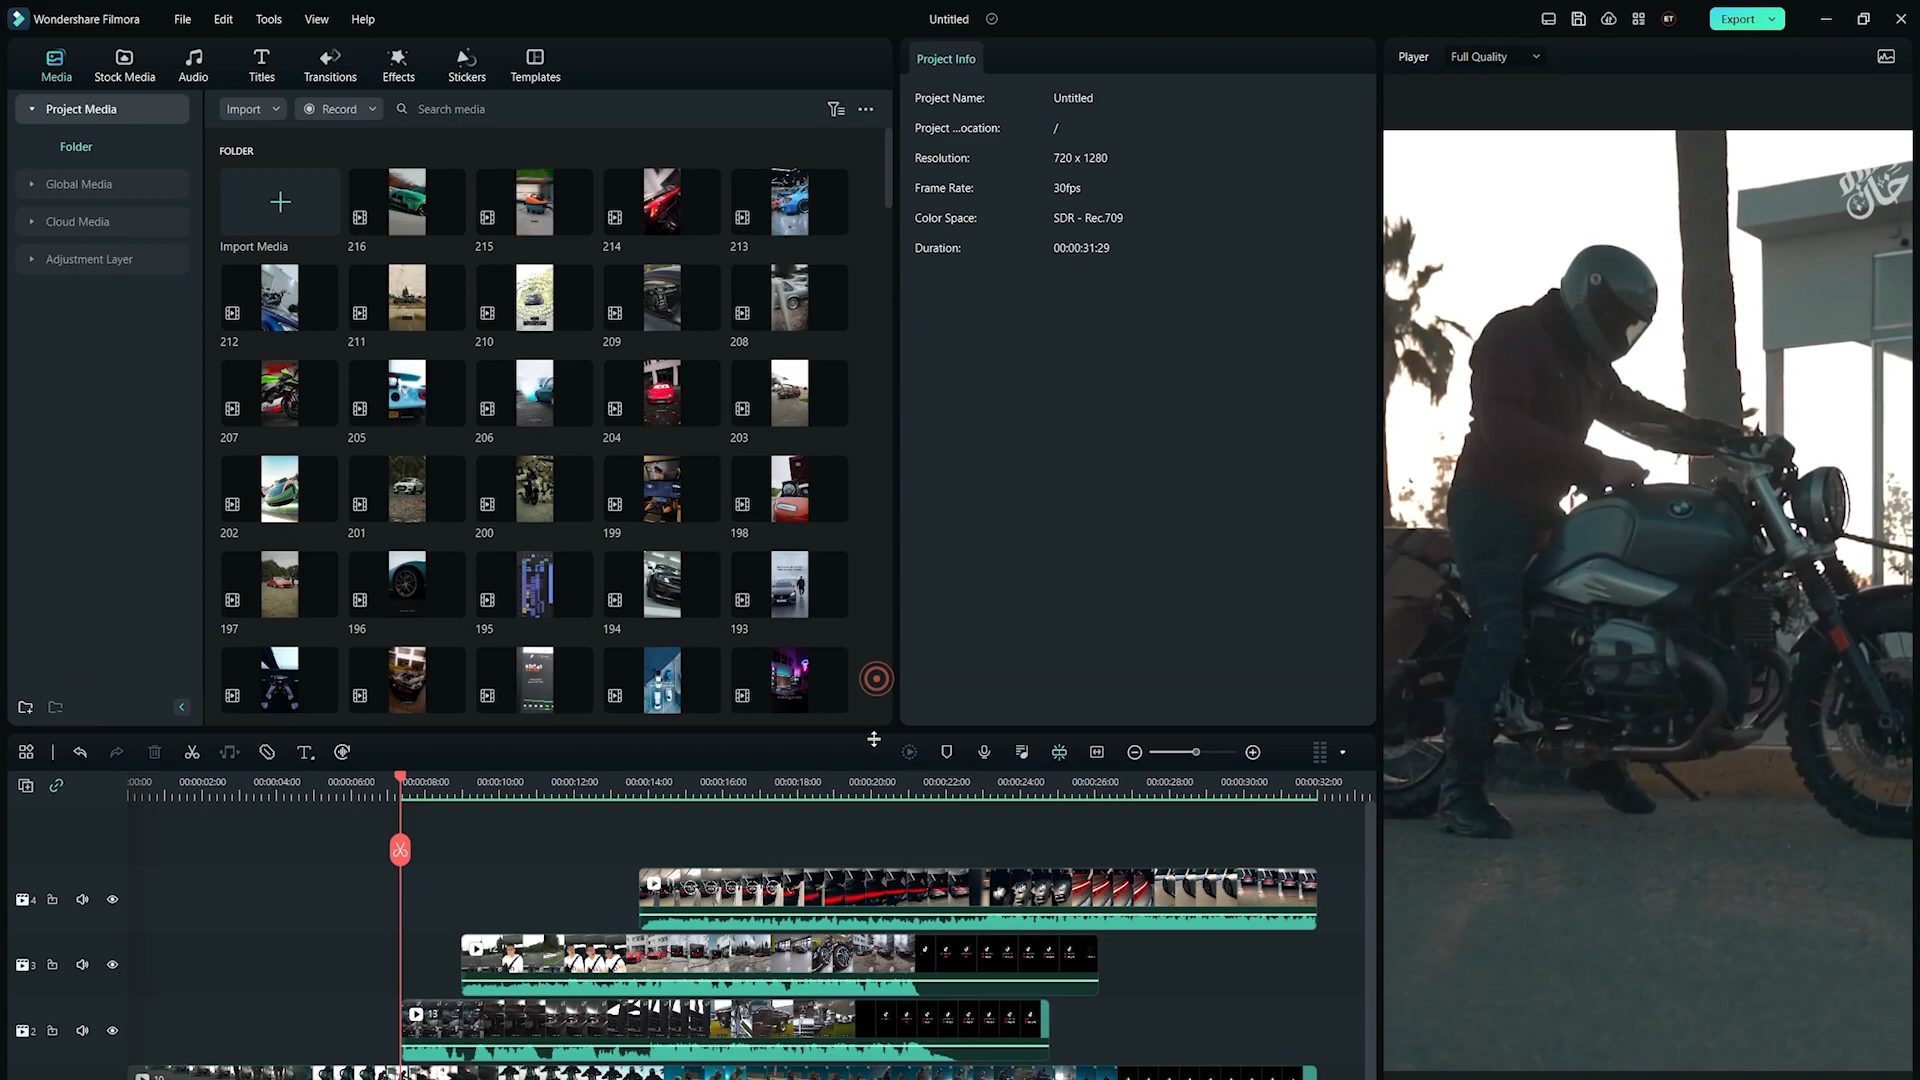 Wondershare Filmora
File
Edit
Tools
View
Help
Untitled
ET
Export
Media
Stock Media
Audio
Titles
Transitions
Effects
Stickers
Templates
Project Info
Player
Full Quality
Project Media
Folder
Global Media
Cloud Media
Adjustment Layer
Import
Record
Search media
FOLDER
Import Media
216
215
214
213
212
211
210
209
208
207
205
206
204
203
202
201
200
199
198
197
196
195
194
193
Project Name: Untitled
Project ...ocation: /
Resolution: 720 x 1280
Frame Rate: 30fps
Color Space: SDR - Rec.709
Duration: 00:00:31:29
:00:00
00:00:02:00
00:00:04:00
00:00:06:00
00:00:08:00
00:00:10:00
00:00:12:00
00:00:14:00
00:00:16:00
00:00:18:00
00:00:20:00
00:00:22:00
00:00:24:00
00:00:26:00
00:00:28:00
00:00:30:00
00:00:32:00
4
3
2
13